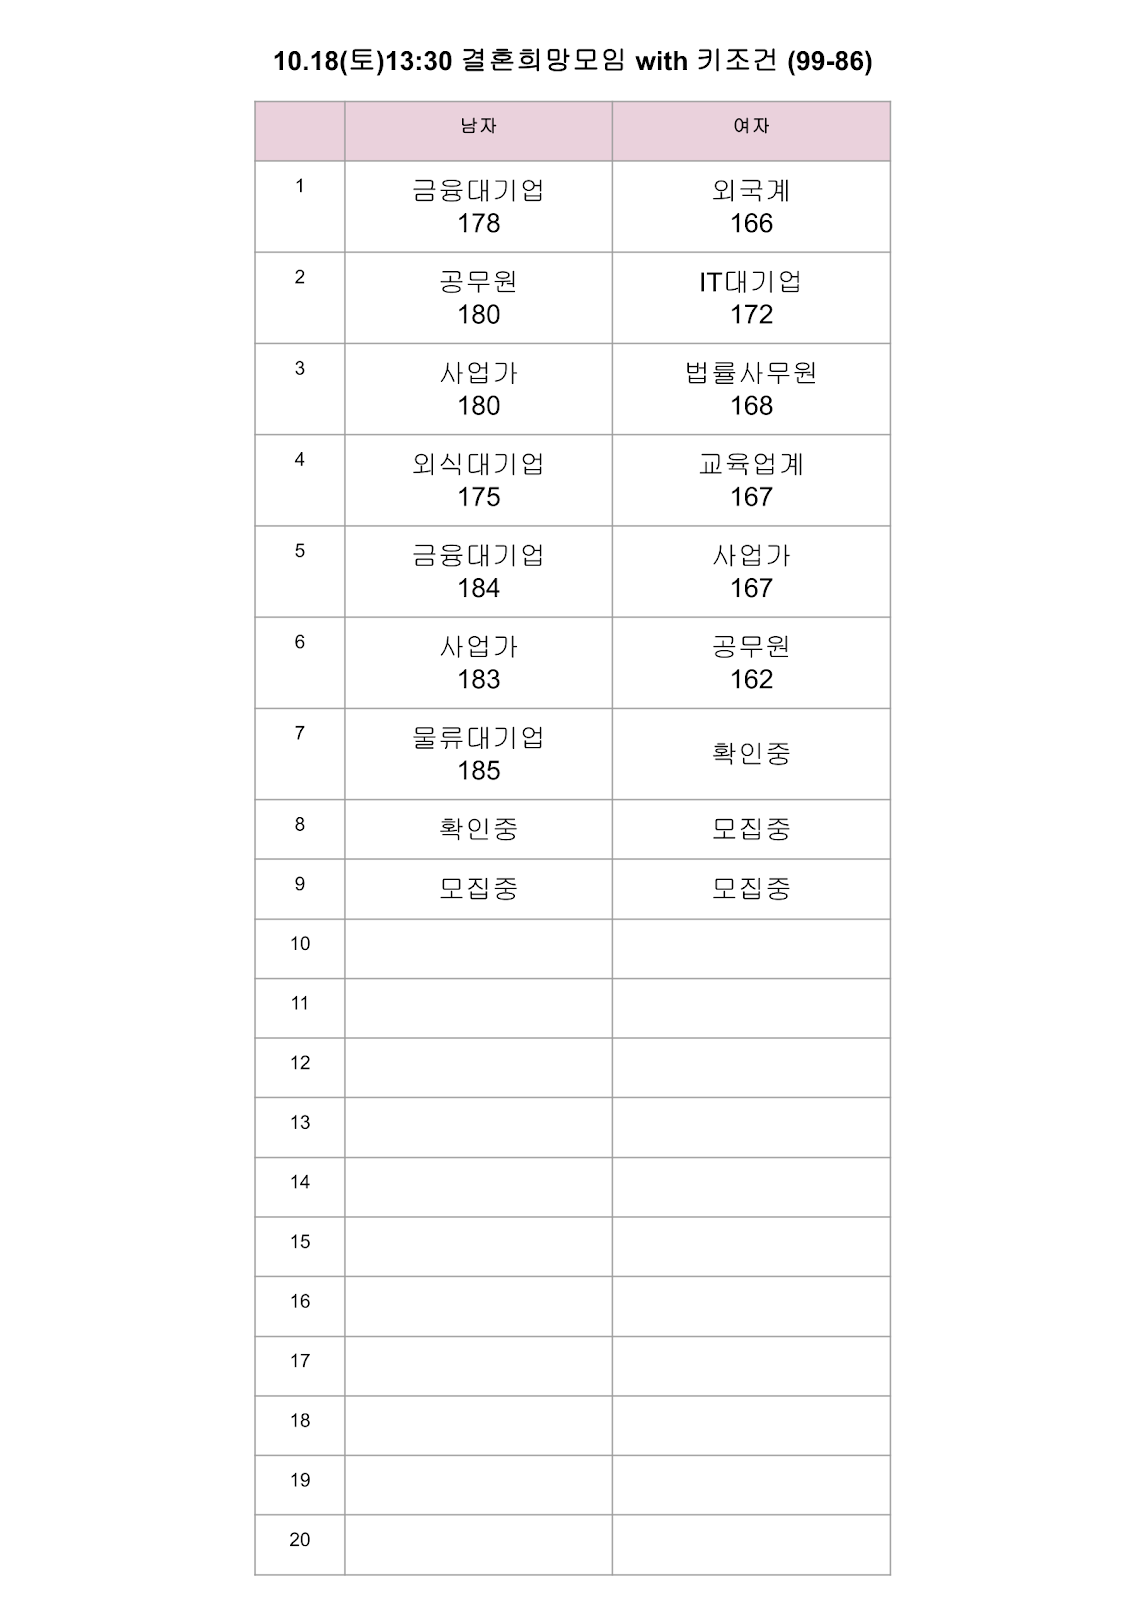 10.18(토)13:30 결혼희망모임 with 키조건 (99-86)
남자 여자
1 금융대기업 외국계
178 166
2 공무원 IT대기업
180 172
3 사업가 법률사무원
180 168
4 외식대기업 교육업계
175 167
5 금융대기업 사업가
184 167
6 사업가 공무원
183 162
7 물류대기업 확인중
185
8 확인중 모집중
9 모집중 모집중
10
11
12
13
14
15
16
17
18
19
20